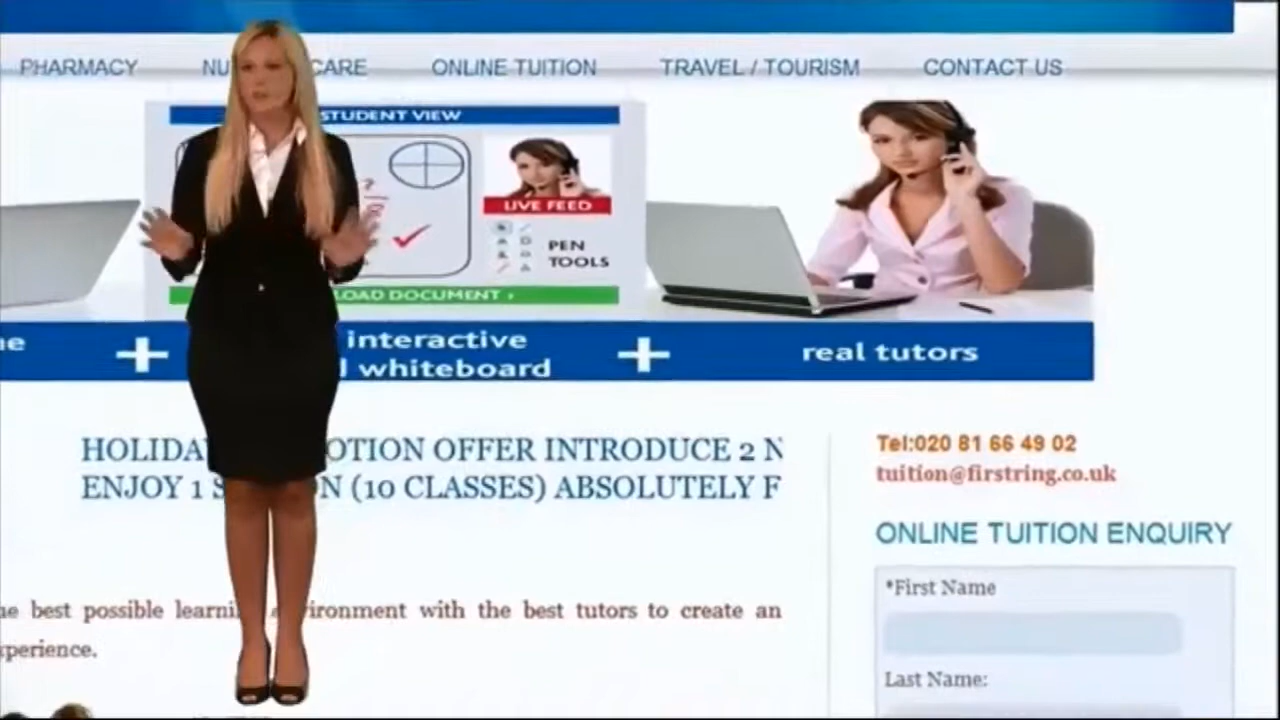 PHARMACY NU CARE ONLINE TUITION TRAVEL / TOURISM CONTACT US
STUDENT VIEW
?
LIVE FEED
PEN
TOOLS
LOAD DOCUMENT ›
+ interactive
whiteboard
+ real tutors
HOLIDA OTION OFFER INTRODUCE 2 N
ENJOY 1 S N (10 CLASSES) ABSOLUTELY F
best possible learni ironment with the best tutors to create an
xperience.
Tel:020 81 66 49 02
tuition@firstring.co.uk
ONLINE TUITION ENQUIRY
*First Name
Last Name: